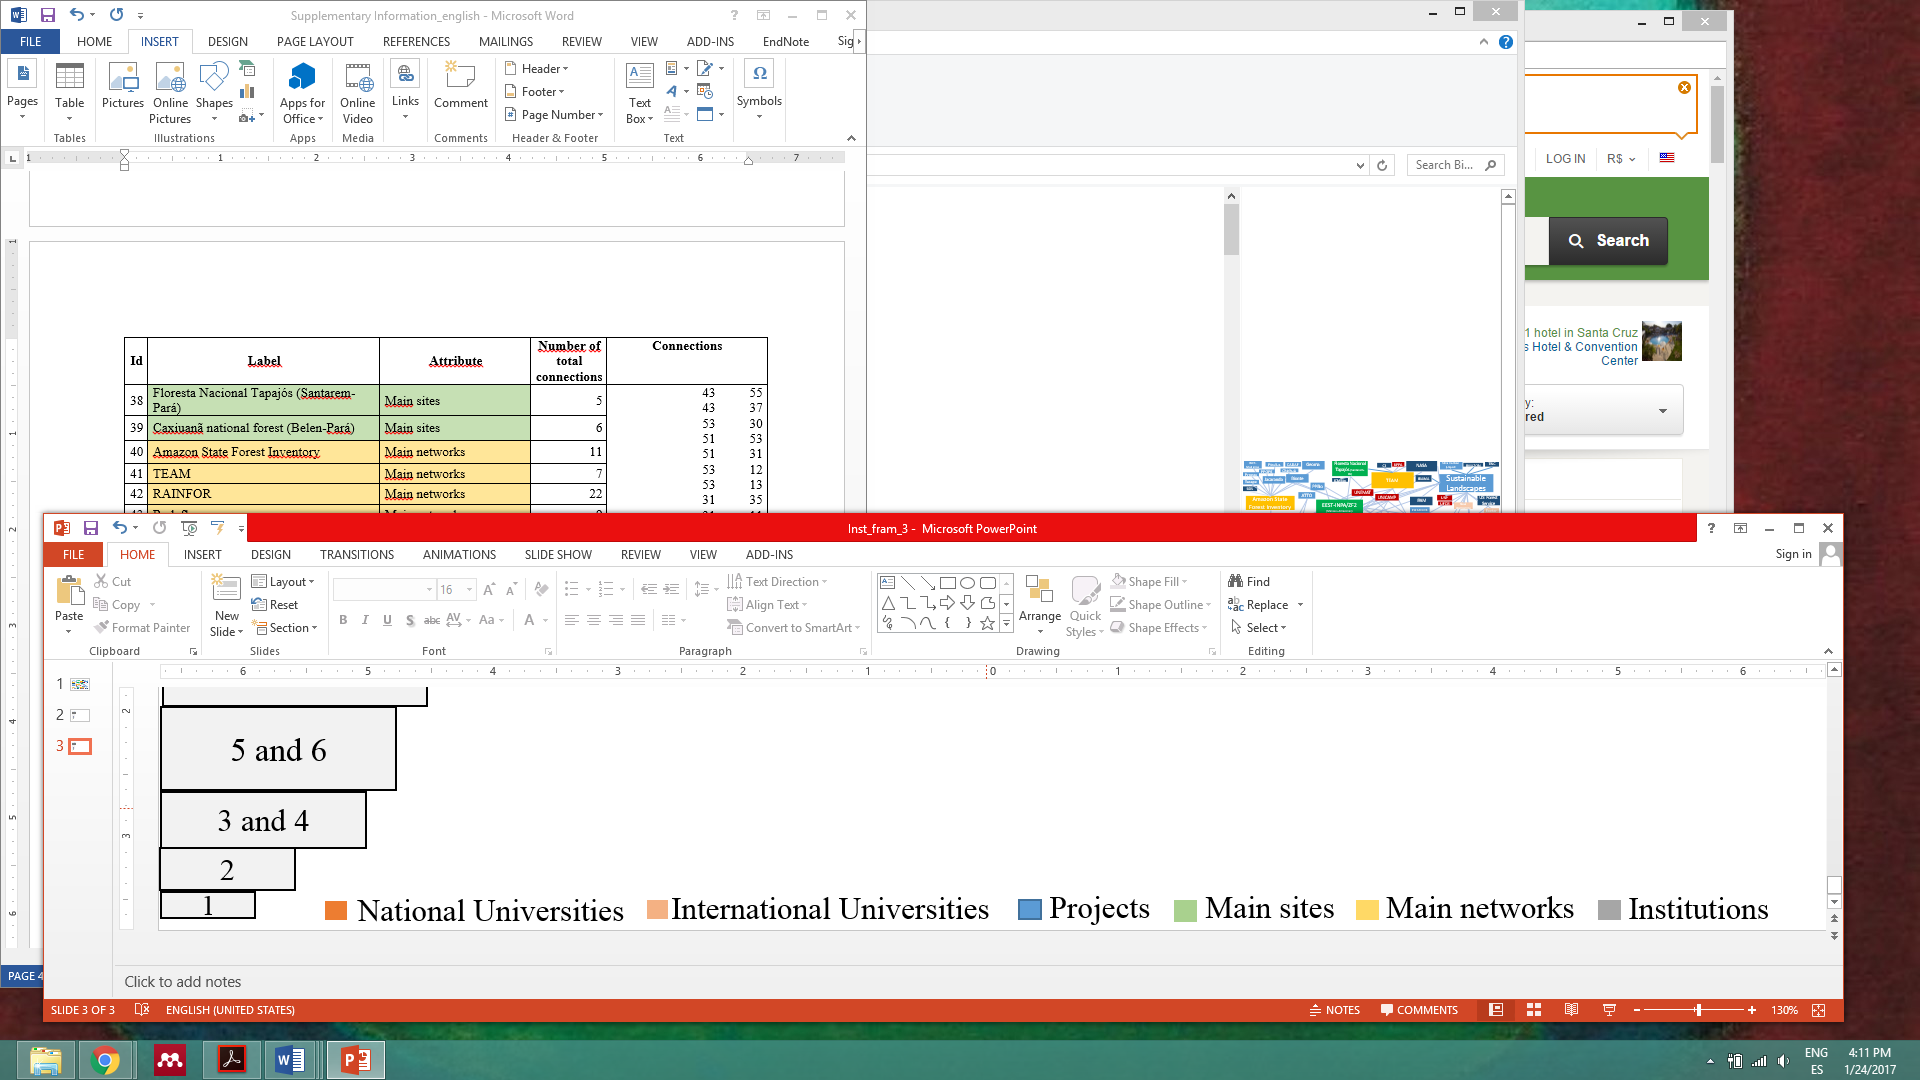 Supplementary Information_english - Microsoft Word
FILE HOME INSERT DESIGN PAGE LAYOUT REFERENCES MAILINGS REVIEW VIEW ADD-INS EndNote Sig
Pages Table Pictures Online Pictures Shapes Apps for Office Online Video Links Comment Header Footer Page Number Text Box Symbols
Tables Illustrations Apps Media Comments Header & Footer Text
Search Bi...
LOG IN R$
Search
1 hotel in Santa Cruz
s Hotel & Convention
Center
y:
red
Id Label Attribute Number of total connections Connections
38 Floresta Nacional Tapajós (Santarem-Pará) Main sites 5
39 Caxiuanã national forest (Belen-Pará) Main sites 6
40 Amazon State Forest Inventory Main networks 11
41 TEAM Main networks 7
42 RAINFOR Main networks 22
43 55
43 37
53 30
51 53
51 31
53 12
53 13
31 35
Sustainable
Landscapes
Inst_fram_3 - Microsoft PowerPoint
FILE HOME INSERT DESIGN TRANSITIONS ANIMATIONS SLIDE SHOW REVIEW VIEW ADD-INS Sign in
Paste Cut Copy Format Painter
New Slide Layout Reset Section
16
Text Direction Align Text Convert to SmartArt
Arrange Quick Styles Shape Fill Shape Outline Shape Effects
Find Replace Select
Clipboard Slides Font Paragraph Drawing Editing
1
2
3
5 and 6
3 and 4
2
1
National Universities International Universities Projects Main sites Main networks Institutions
Click to add notes
PAGE 4
SLIDE 3 OF 3 ENGLISH (UNITED STATES) NOTES COMMENTS 130%
ENG 4:11 PM
ES 1/24/2017